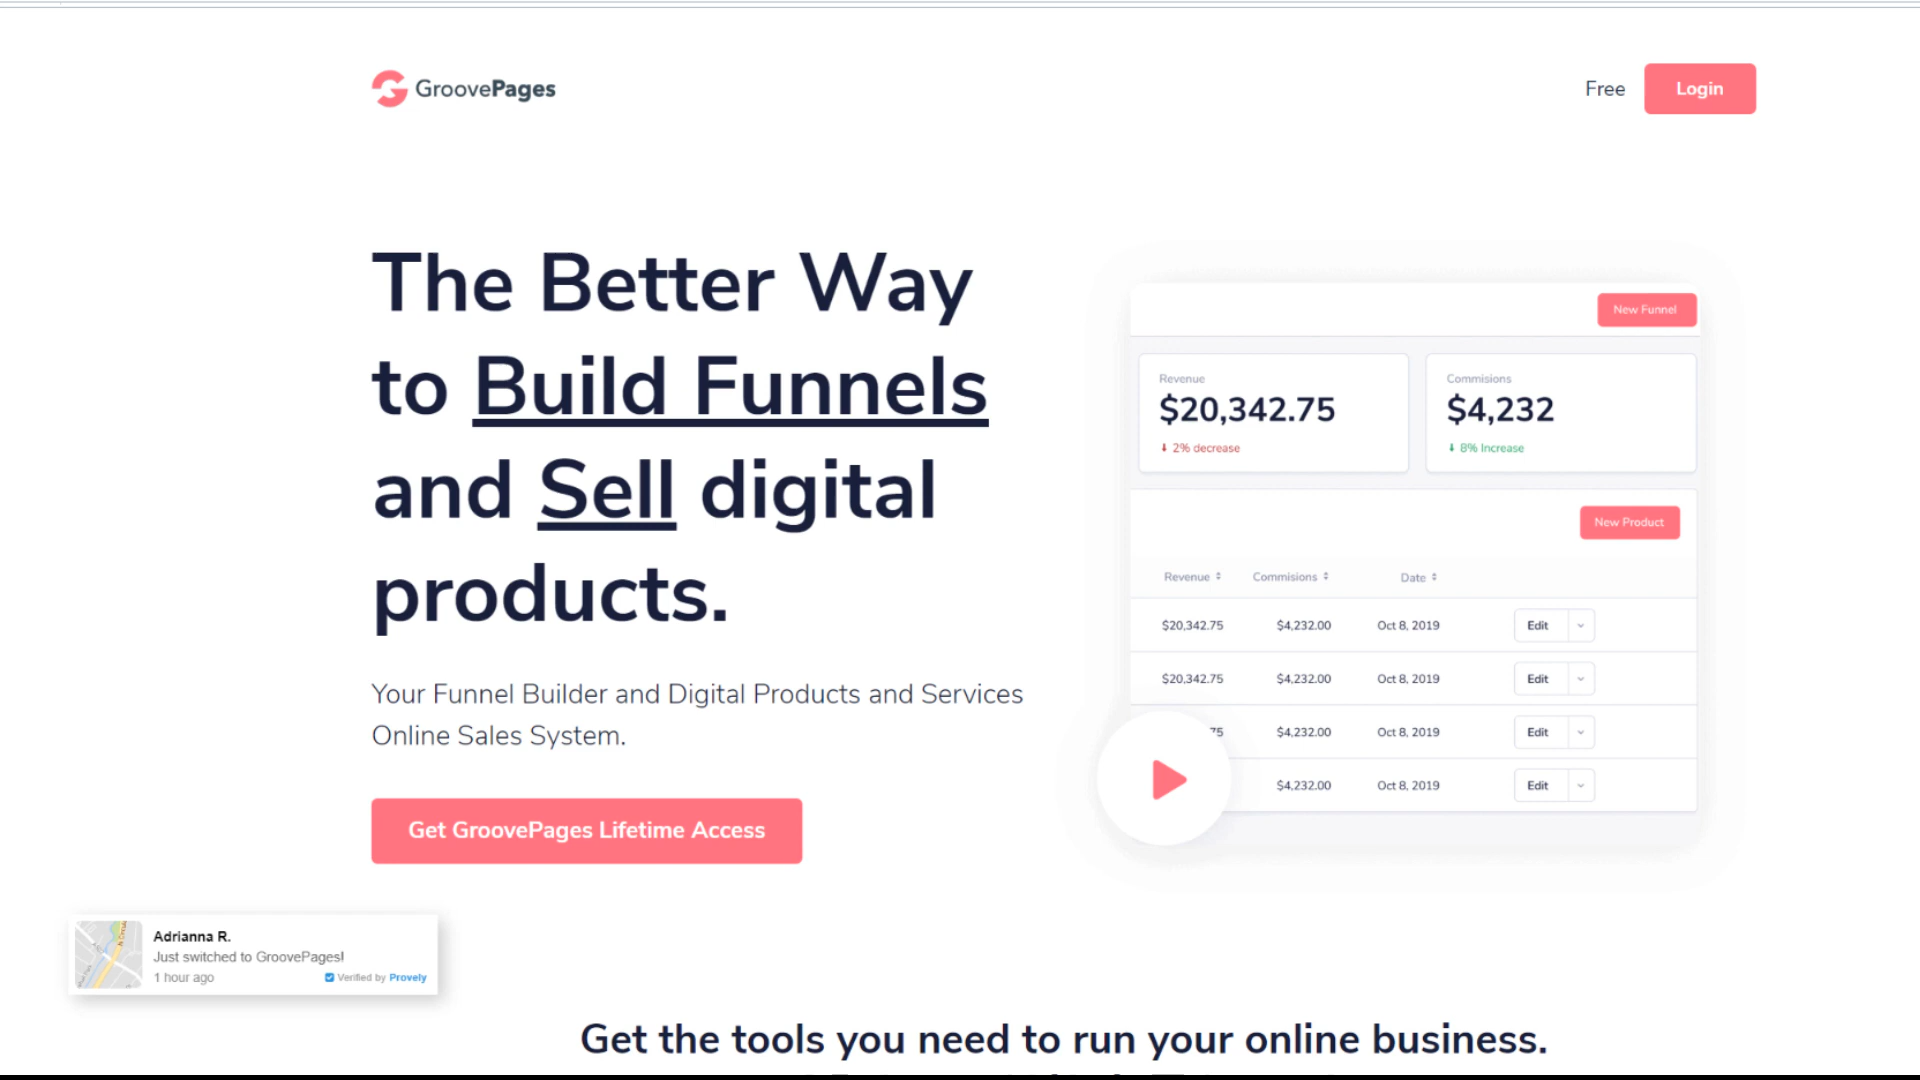 GroovePages
Free
Login
The Better Way
to Build Funnels
and Sell digital
products.
Your Funnel Builder and Digital Products and Services
Online Sales System.
Get GroovePages Lifetime Access
New Funnel
Revenue
$20,342.75
2% decrease
Commisions
$4,232
8% Increase
New Product
Revenue Commisions Date
$20,342.75 $4,232.00 Oct 8, 2019 Edit
$20,342.75 $4,232.00 Oct 8, 2019 Edit
75 $4,232.00 Oct 8, 2019 Edit
$4,232.00 Oct 8, 2019 Edit
Adrianna R.
Just switched to GroovePages!
1 hour ago
Verified by Provely
Get the tools you need to run your online business.